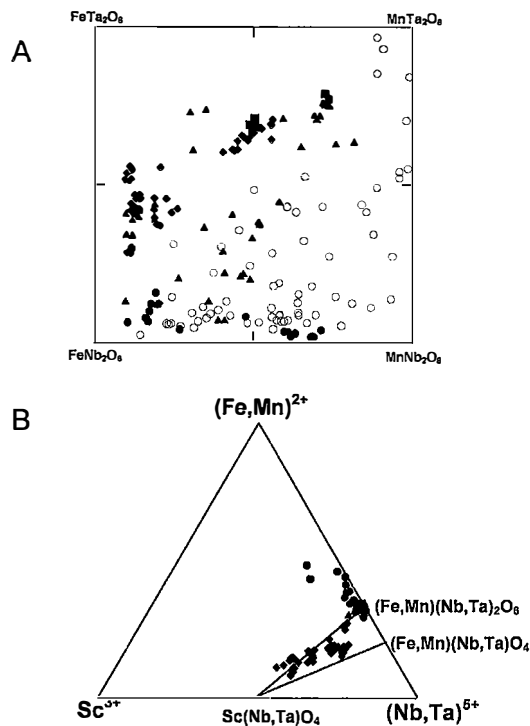 A
FeTa₂O₆ MnTa₂O₆
FeNb₂O₆ MnNb₂O₆
B
(Fe,Mn)²⁺
(Fe,Mn)(Nb,Ta)₂O₆
(Fe,Mn)(Nb,Ta)O₄
Sc³⁺ Sc(Nb,Ta)O₄ (Nb,Ta)⁵⁺